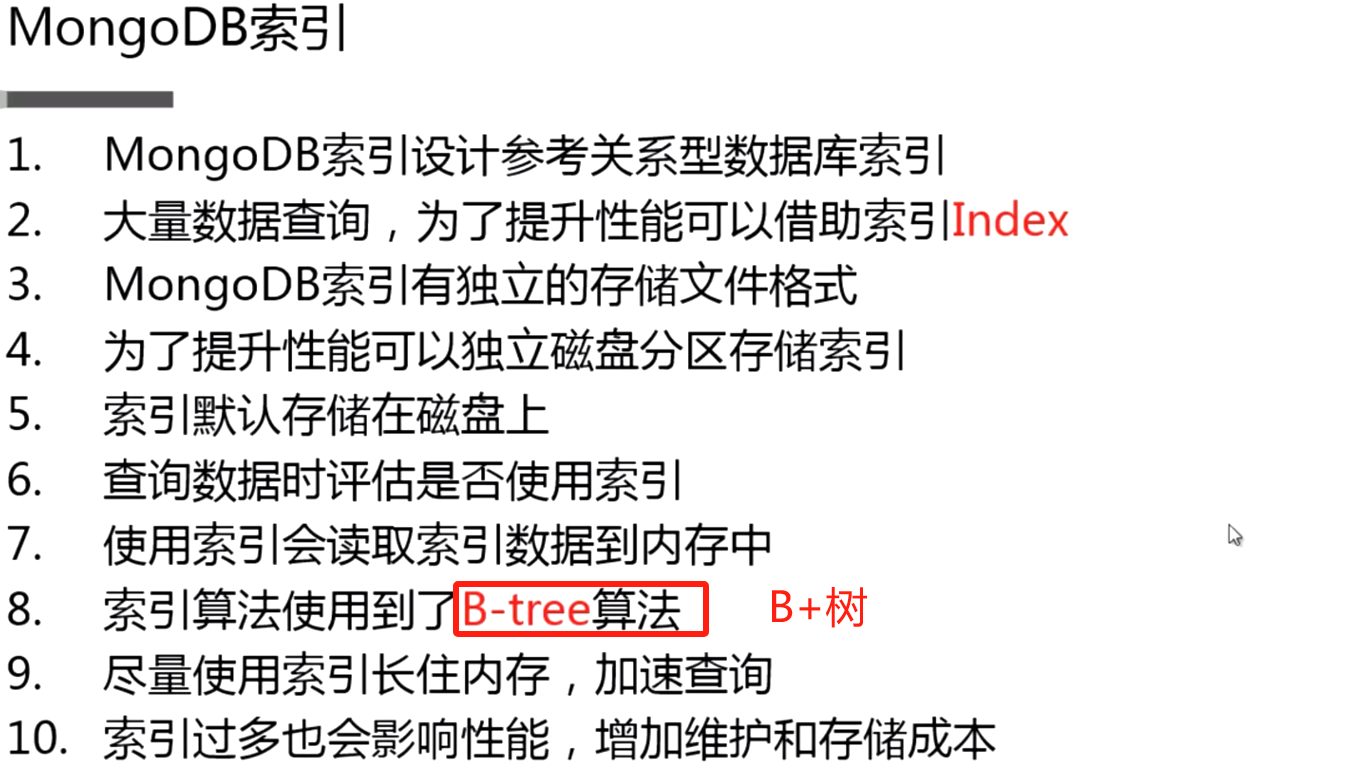 MongoDB索引
1. MongoDB索引设计参考关系型数据库索引
2. 大量数据查询，为了提升性能可以借助索引Index
3. MongoDB索引有独立的存储文件格式
4. 为了提升性能可以独立磁盘分区存储索引
5. 索引默认存储在磁盘上
6. 查询数据时评估是否使用索引
7. 使用索引会读取索引数据到内存中
8. 索引算法使用到了B-tree算法 B+树
9. 尽量使用索引长住内存，加速查询
10. 索引过多也会影响性能，增加维护和存储成本